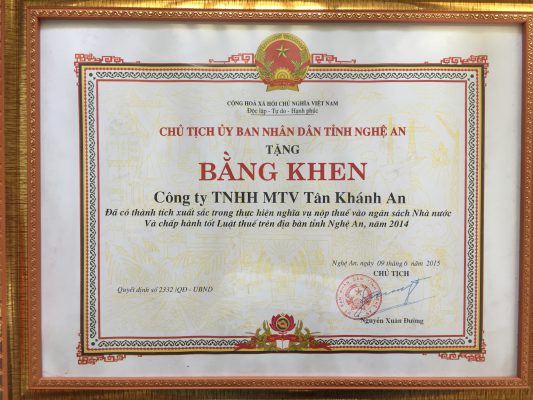 CỘNG HOÀ XÃ HỘI CHỦ NGHĨA VIỆT NAM
Độc lập - Tự do - Hạnh phúc
CHỦ TỊCH ỦY BAN NHÂN DÂN TỈNH NGHỆ AN
TẶNG
BẰNG KHEN
Công ty TNHH MTV Tân Khánh An
Đã có thành tích xuất sắc trong thực hiện nghĩa vụ nộp thuế vào ngân sách Nhà nước
Và chấp hành tốt Luật thuế trên địa bàn tỉnh Nghệ An, năm 2014
Nghệ An, ngày 09 tháng 6 năm 2015
CHỦ TỊCH
Quyết định số 2332 /QĐ - UBND
Nguyễn Xuân Đường